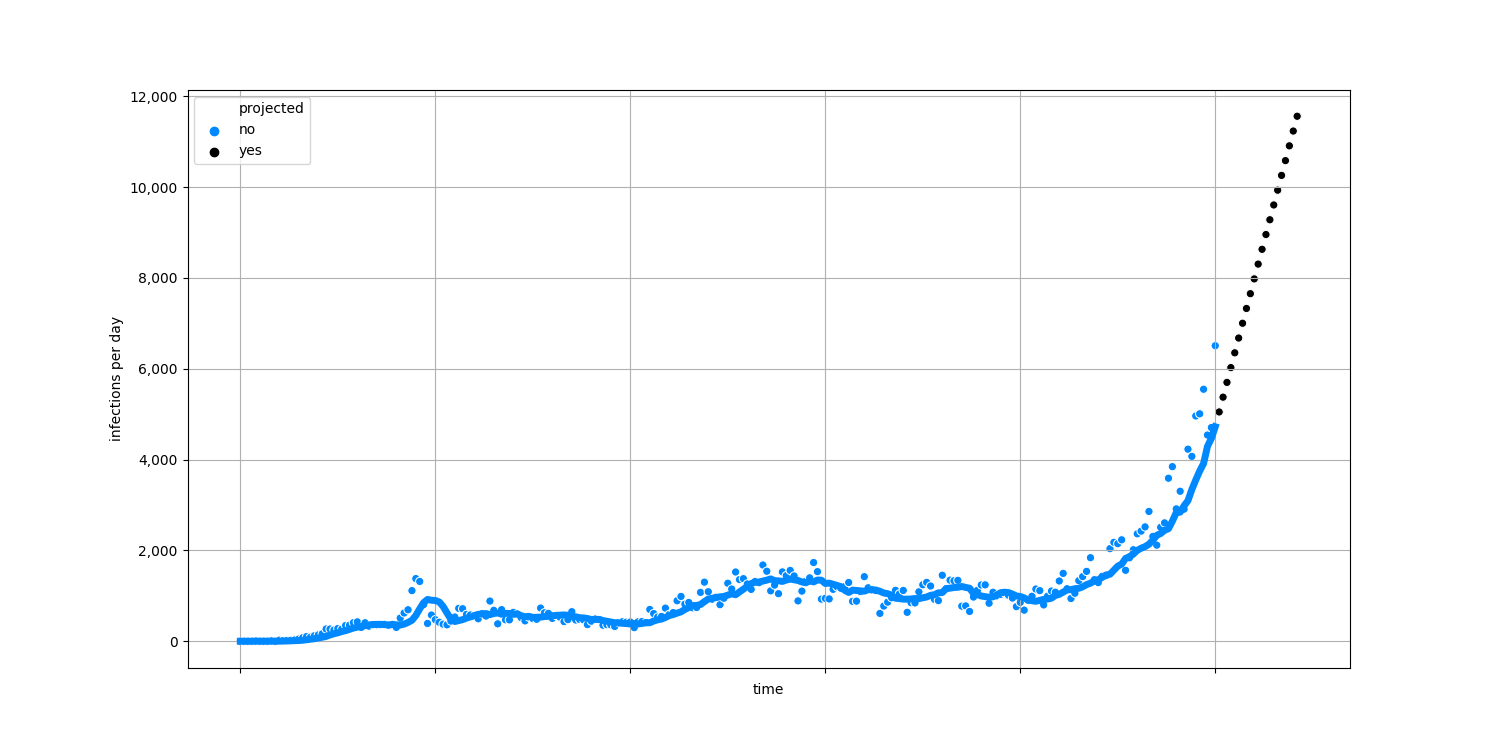 12,000
10,000
8,000
6,000
4,000
2,000
0
infections per day
time
projected
no
yes